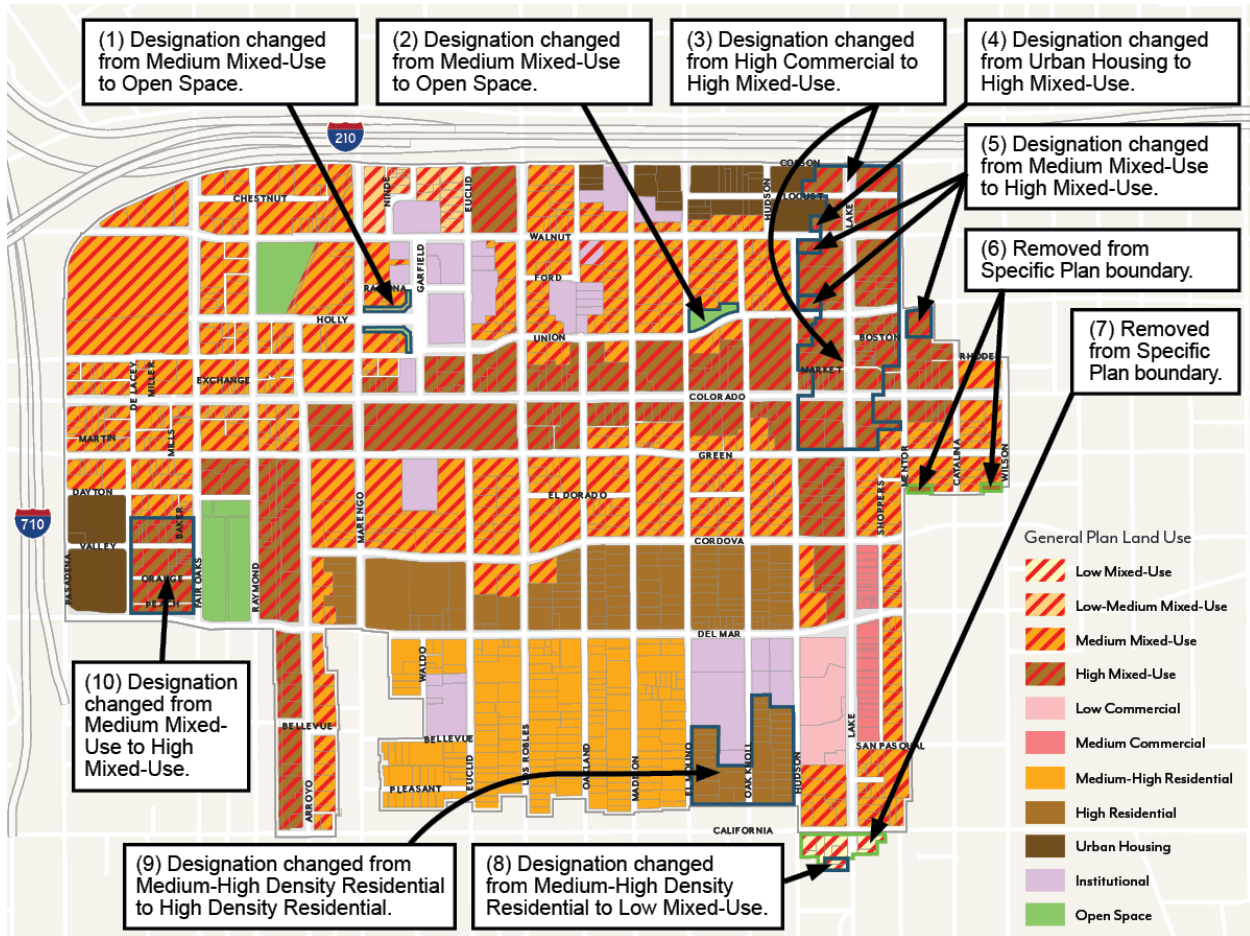 (1) Designation changed
from Medium Mixed-Use
to Open Space.
(2) Designation changed
from Medium Mixed-Use
to Open Space.
(3) Designation changed
from High Commercial to
High Mixed-Use.
(4) Designation changed
from Urban Housing to
High Mixed-Use.
(5) Designation changed
from Medium Mixed-Use
to High Mixed-Use.
(6) Removed from
Specific Plan boundary.
(7) Removed
from Specific
Plan boundary.
210
CORSON
CHESTNUT
NINDE
EUCLID
HUDSON
LOCUST
LAKE
WALNUT
GARFIELD
FORD
RAMONA
HOLLY
UNION
BOSTON
RHODES
MARKET
DE LACEY
MILLER
EXCHANGE
COLORADO
MARTIN
MILLS
GREEN
MENTOR
CATALINA
WILSON
DAYTON
EL DORADO
SHOPPERS
710
BAKER
MARENGO
CORDOVA
VALLEY
PASADENA
ORANGE
FAIR OAKS
RAYMOND
PEACH
DEL MAR
General Plan Land Use
Low Mixed-Use
Low-Medium Mixed-Use
Medium Mixed-Use
High Mixed-Use
Low Commercial
Medium Commercial
Medium-High Residential
High Residential
Urban Housing
Institutional
Open Space
WALDO
BELLEVUE
BELLEVUE
LAKE
SAN PASQUAL
PLEASANT
EUCLID
LOS ROBLES
OAKLAND
MADISON
EL MOLINO
OAK KNOLL
HUDSON
ARROYO
CALIFORNIA
(10) Designation
changed from
Medium Mixed-
Use to High
Mixed-Use.
(9) Designation changed from
Medium-High Density Residential
to High Density Residential.
(8) Designation changed
from Medium-High Density
Residential to Low Mixed-Use.